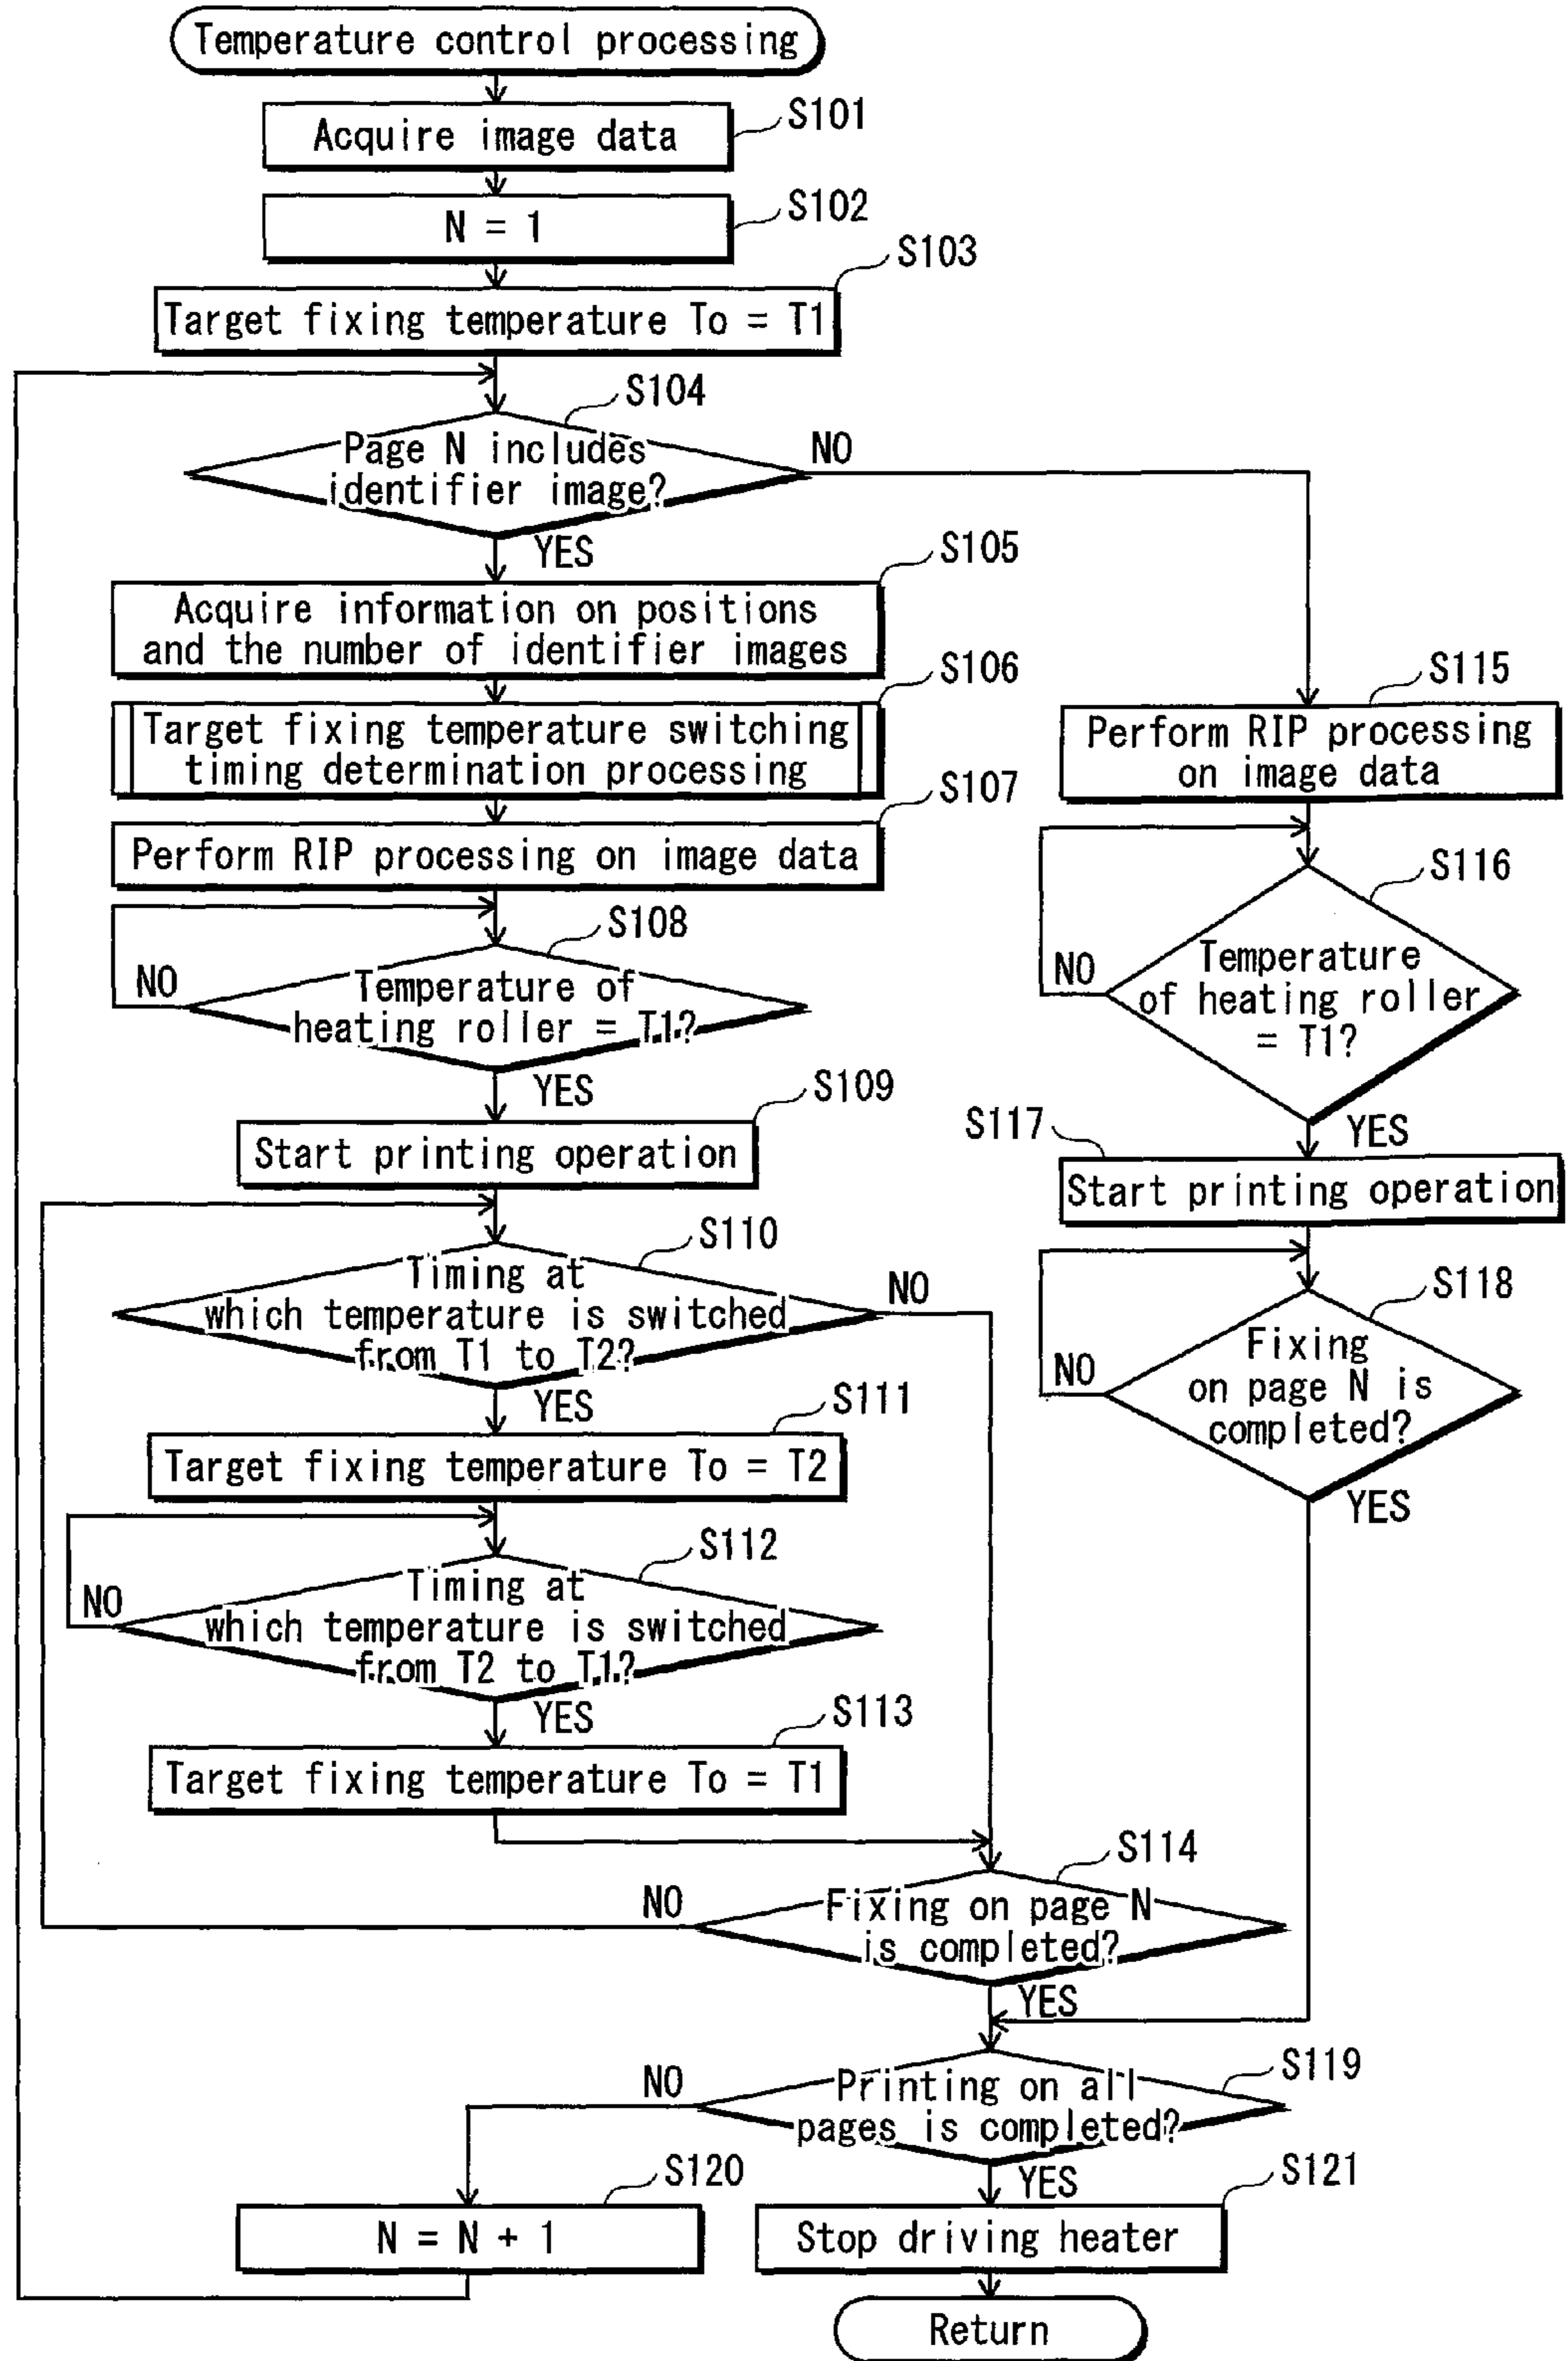 Temperature control processing
S101
Acquire image data
S102
N = 1
S103
Target fixing temperature To = T1
S104
Page N includes
identifier image?
NO
YES
S105
Acquire information on positions
and the number of identifier images
S106
Target fixing temperature switching
timing determination processing
S107
Perform RIP processing on image data
S108
Temperature of
heating roller = T1?
NO
YES
S109
Start printing operation
S110
Timing at
which temperature is switched
from T1 to T2?
NO
YES
S111
Target fixing temperature To = T2
S112
Timing at
which temperature is switched
from T2 to T1?
NO
YES
S113
Target fixing temperature To = T1
S115
Perform RIP processing
on image data
S116
Temperature
of heating roller
= T1?
NO
YES
S117
Start printing operation
S118
Fixing
on page N is
completed?
NO
YES
S114
Fixing on page N
is completed?
NO
YES
S119
Printing on all
pages is completed?
NO
YES
S120
N = N + 1
S121
Stop driving heater
Return